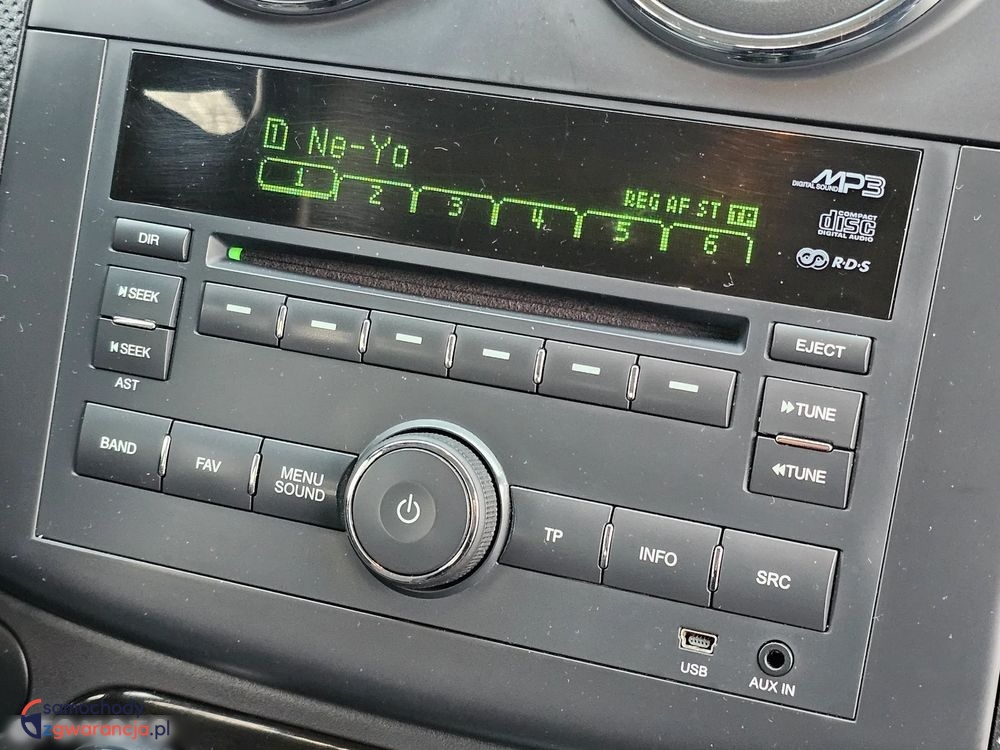 D Ne-Yo
REG AF ST TP
1 2 3 4 5 6
DIGITAL SOUND MP3
COMPACT
disc
DIGITAL AUDIO
R·D·S
DIR
SEEK
SEEK
AST
EJECT
TUNE
TUNE
BAND
FAV
MENU
SOUND
TP
INFO
SRC
USB
AUX IN
samochody
zgwarancja.pl